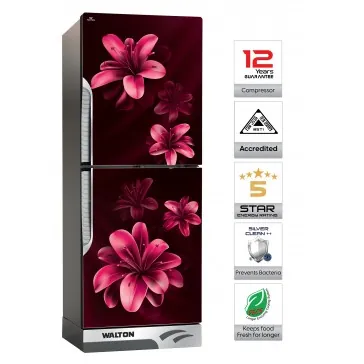 WALTON
12
Years
GUARANTEE
Compressor
Accredited
5
STAR
ENERGY RATING
SILVER
CLEAN ++
Prevents Bacteria
Keeps food
Fresh for longer